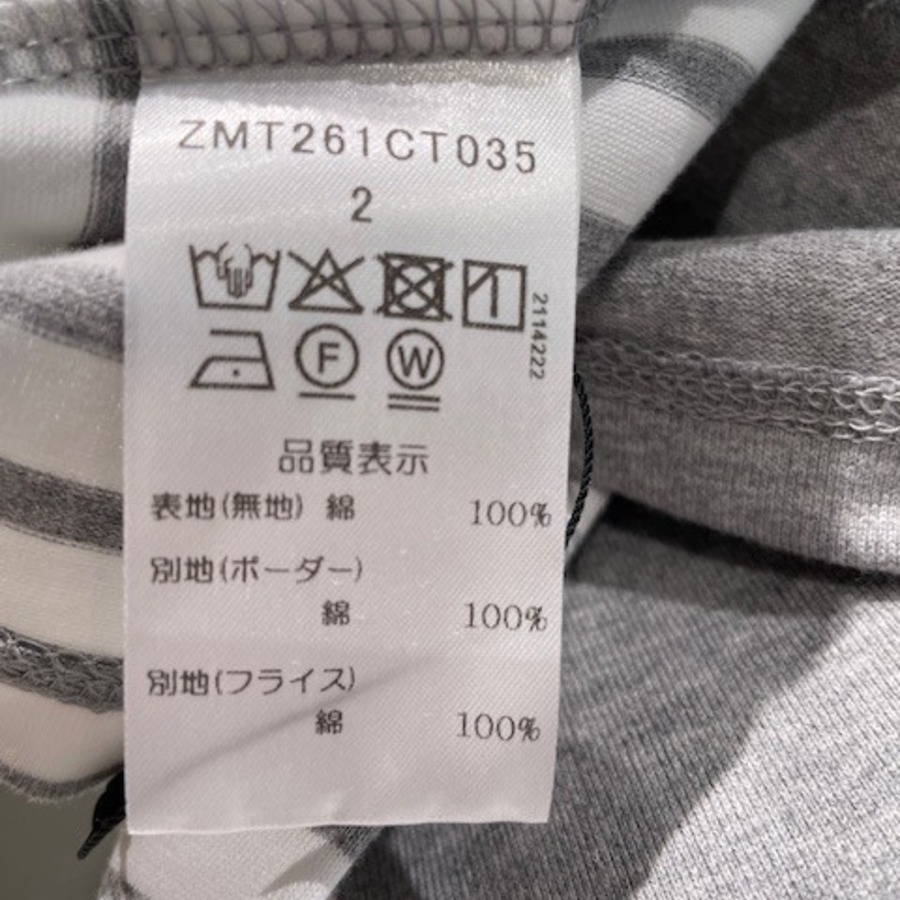 ZMT261CT035
2
2114222
F W
品質表示
表地(無地) 綿 100%
別地(ボーダー)
綿 100%
別地(フライス)
綿 100%